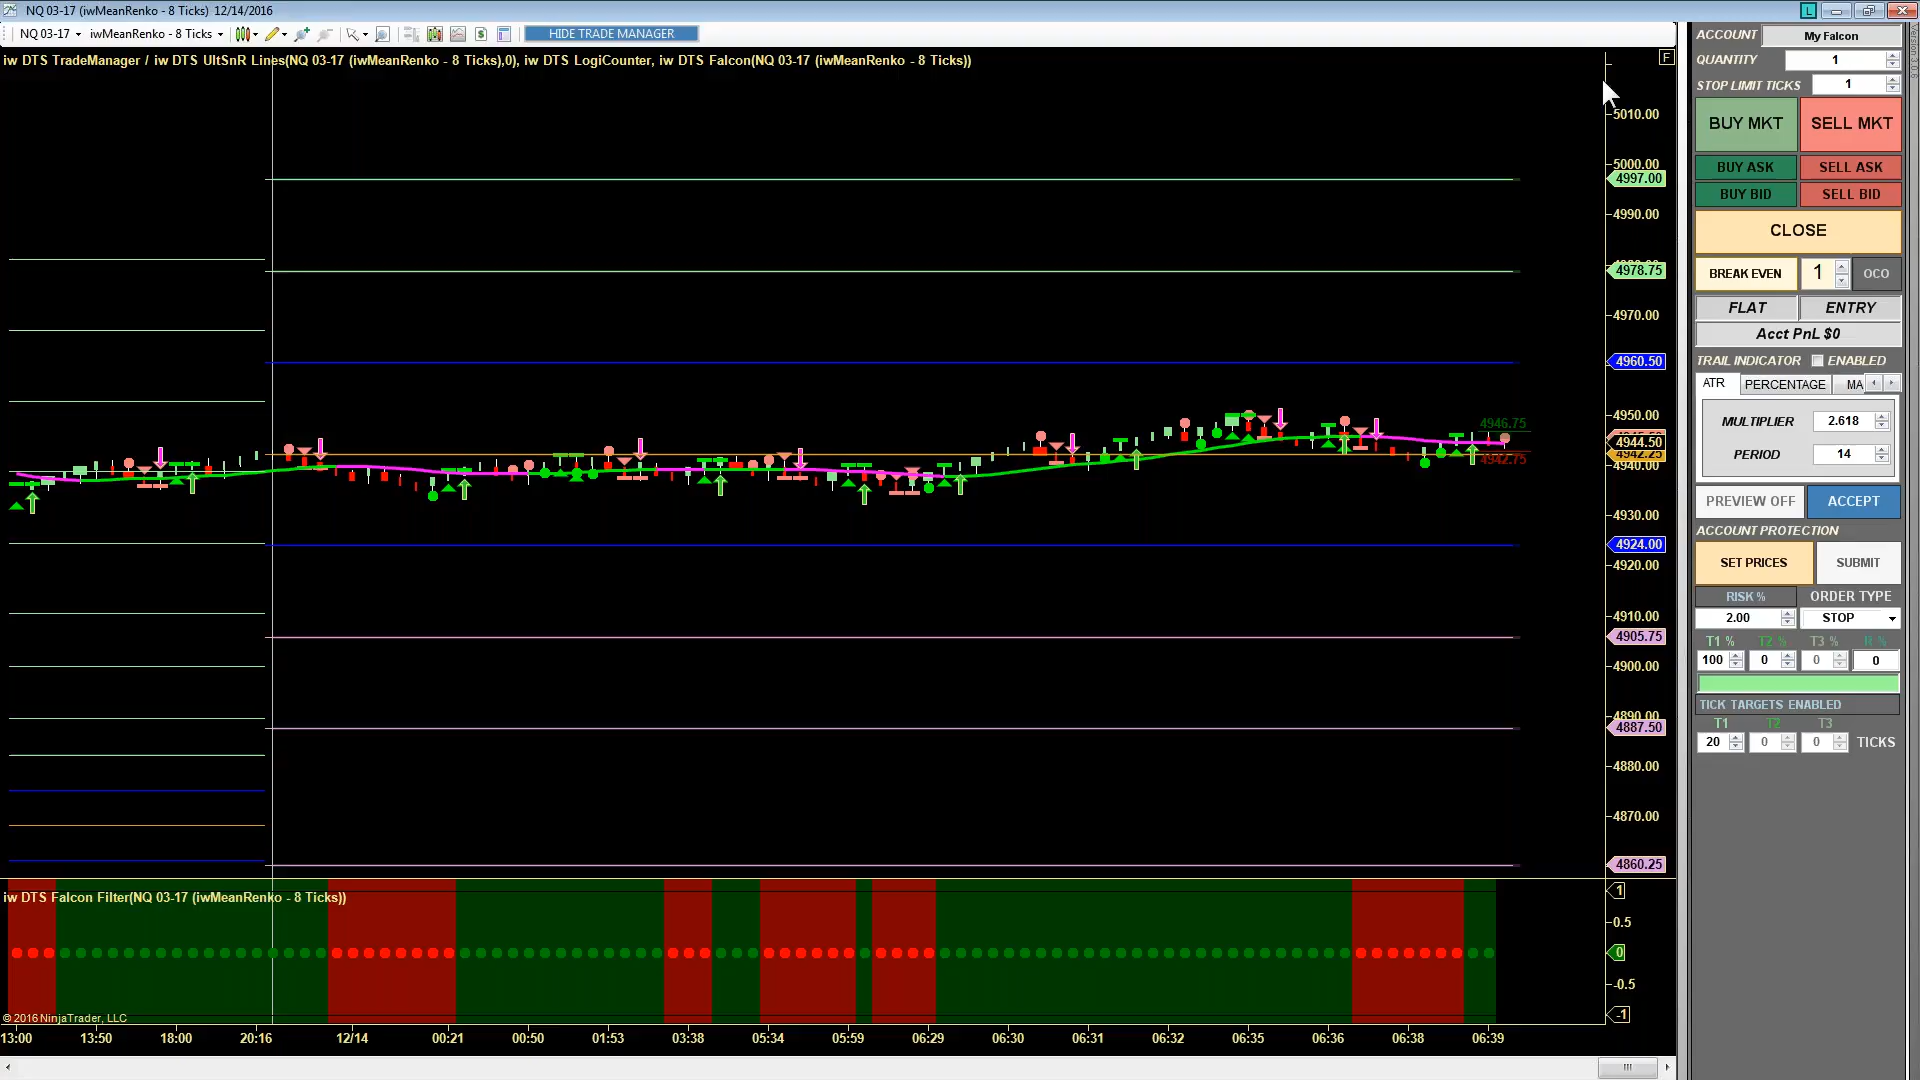 NQ 03-17 (iwMeanRenko - 8 Ticks) 12/14/2016
L
NQ 03-17 iwMeanRenko - 8 Ticks HIDE TRADE MANAGER
iw DTS TradeManager / iw DTS UltSnR Lines(NQ 03-17 (iwMeanRenko - 8 Ticks),0), iw DTS LogiCounter, iw DTS Falcon(NQ 03-17 (iwMeanRenko - 8 Ticks))
F
5010.00
5000.00
4997.00
4990.00
4978.75
4970.00
4960.50
4950.00
4946.75
4944.50
4942.25
4942.75
4940.00
4930.00
4924.00
4920.00
4910.00
4905.75
4900.00
4890.00
4887.50
4880.00
4870.00
4860.25
iw DTS Falcon Filter(NQ 03-17 (iwMeanRenko - 8 Ticks))
1
0.5
0
-0.5
-1
© 2016 NinjaTrader, LLC
13:00 13:50 18:00 20:16 12/14 00:21 00:50 01:53 03:38 05:34 05:59 06:29 06:30 06:31 06:32 06:35 06:36 06:38 06:39
ACCOUNT My Falcon
QUANTITY 1
STOP LIMIT TICKS 1
BUY MKT SELL MKT
BUY ASK SELL ASK
BUY BID SELL BID
CLOSE
BREAK EVEN 1 OCO
FLAT ENTRY
Acct PnL $0
TRAIL INDICATOR ENABLED
ATR PERCENTAGE MA
MULTIPLIER 2.618
PERIOD 14
PREVIEW OFF ACCEPT
ACCOUNT PROTECTION
SET PRICES SUBMIT
RISK % ORDER TYPE
2.00 STOP
T1 % T2 % T3 % R %
100 0 0 0
TICK TARGETS ENABLED
T1 T2 T3
20 0 0 TICKS